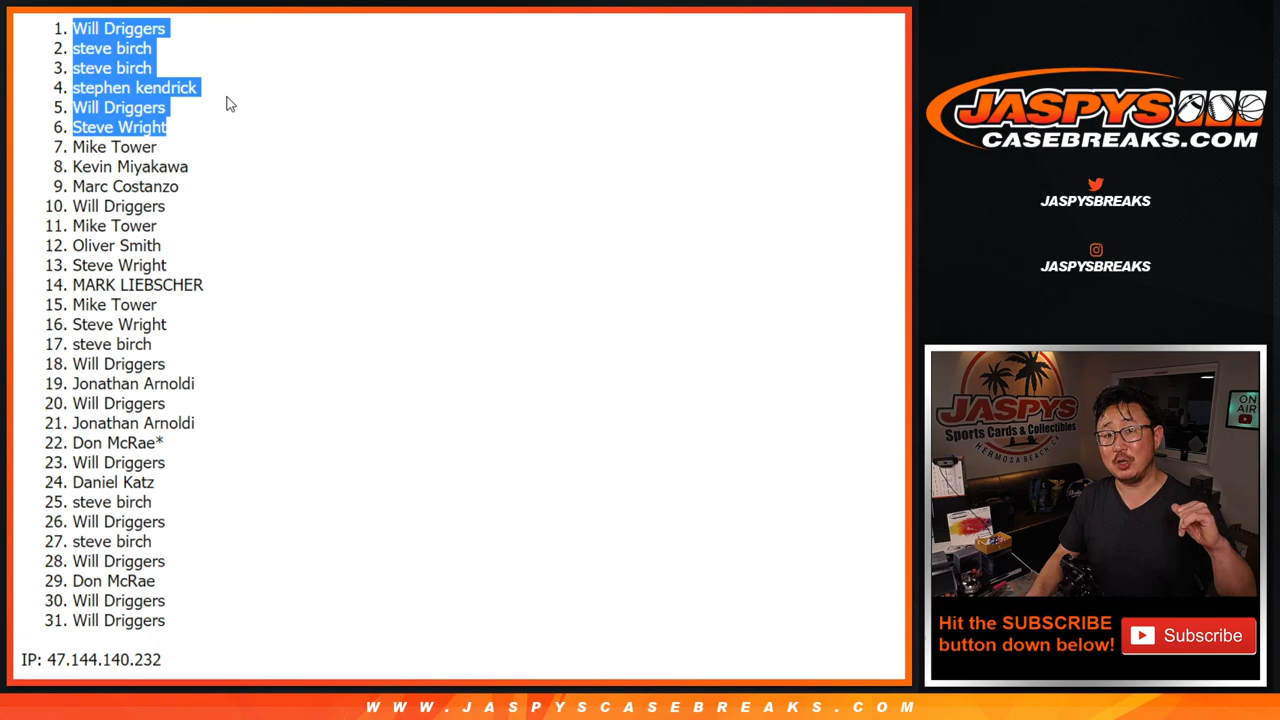 1. Will Driggers
2. steve birch
3. steve birch
4. stephen kendrick
5. Will Driggers
6. Steve Wright
7. Mike Tower
8. Kevin Miyakawa
9. Marc Costanzo
10. Will Driggers
11. Mike Tower
12. Oliver Smith
13. Steve Wright
14. MARK LIEBSCHER
15. Mike Tower
16. Steve Wright
17. steve birch
18. Will Driggers
19. Jonathan Arnoldi
20. Will Driggers
21. Jonathan Arnoldi
22. Don McRae*
23. Will Driggers
24. Daniel Katz
25. steve birch
26. Will Driggers
27. steve birch
28. Will Driggers
29. Don McRae
30. Will Driggers
31. Will Driggers
IP: 47.144.140.232
JASPYS
CASEBREAKS.COM
JASPYSBREAKS
JASPYSBREAKS
JASPYS
Sports Cards & Collectibles
HERMOSA BEACH, CA
ON
AIR
Hit the SUBSCRIBE
button down below!
Subscribe
WWW.JASPYSCASEBREAKS.COM